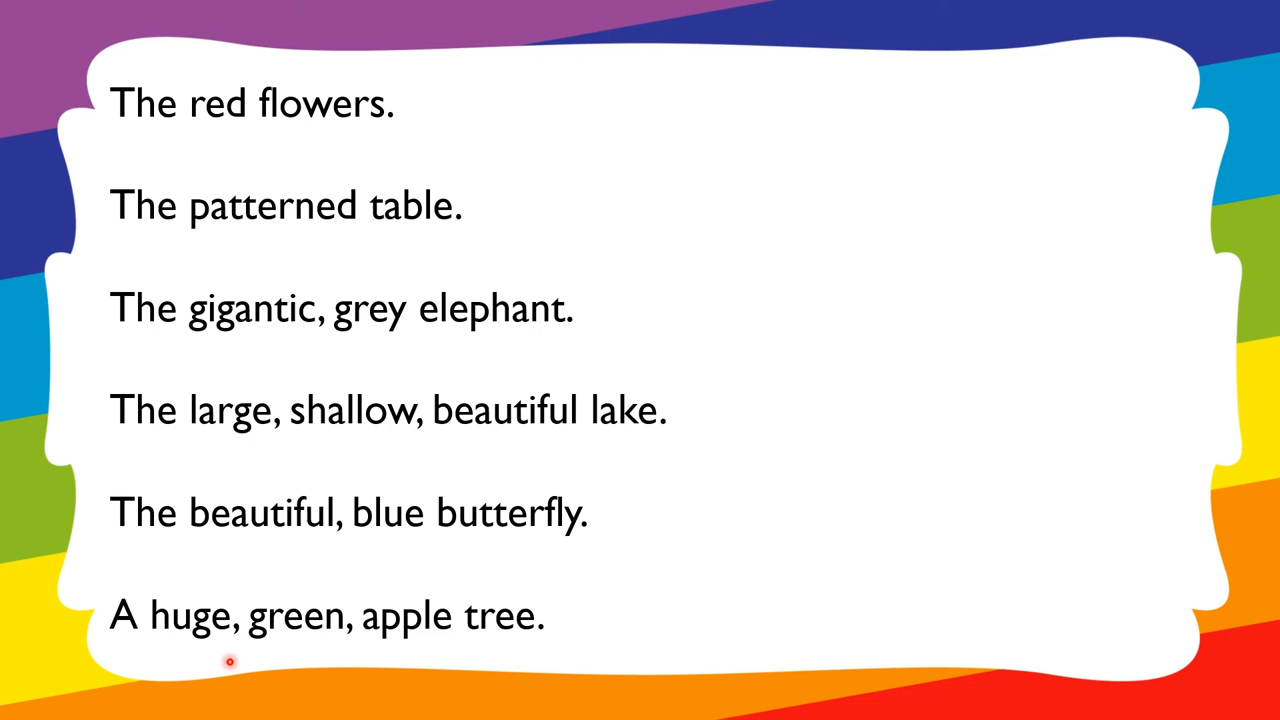 The red flowers.
The patterned table.
The gigantic, grey elephant.
The large, shallow, beautiful lake.
The beautiful, blue butterfly.
A huge, green, apple tree.